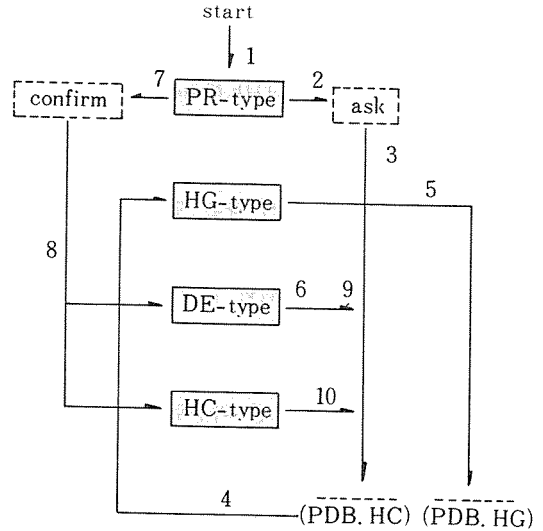 start
1
7
2
confirm
PR-type
ask
3
HG-type
5
8
DE-type
6
9
HC-type
10
4
(PDB. HC)
(PDB. HG)